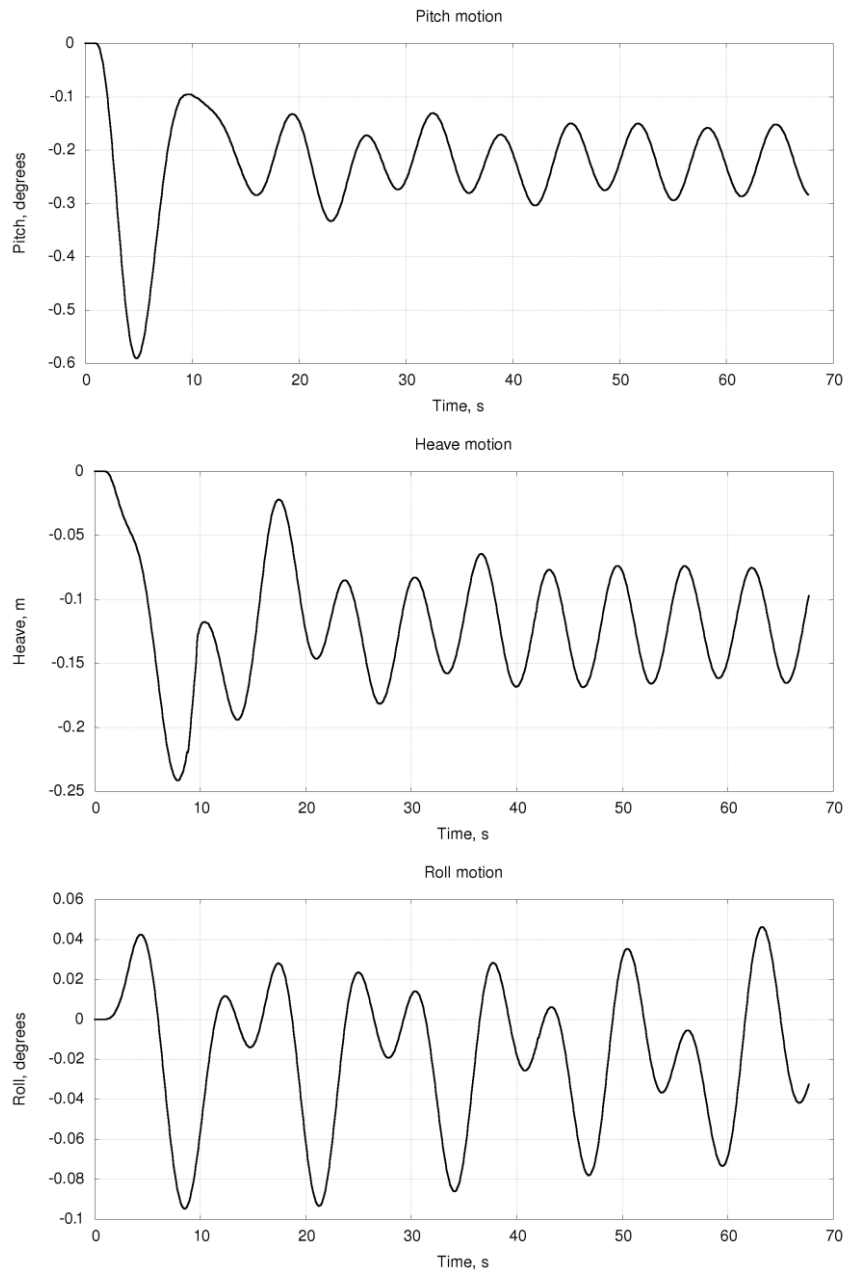 Pitch motion
0
-0.1
-0.2
-0.3
-0.4
-0.5
-0.6
Pitch, degrees
0 10 20 30 40 50 60 70
Time, s
Heave motion
0
-0.05
-0.1
-0.15
-0.2
-0.25
Heave, m
0 10 20 30 40 50 60 70
Time, s
Roll motion
0.06
0.04
0.02
0
-0.02
-0.04
-0.06
-0.08
-0.1
Roll, degrees
0 10 20 30 40 50 60 70
Time, s